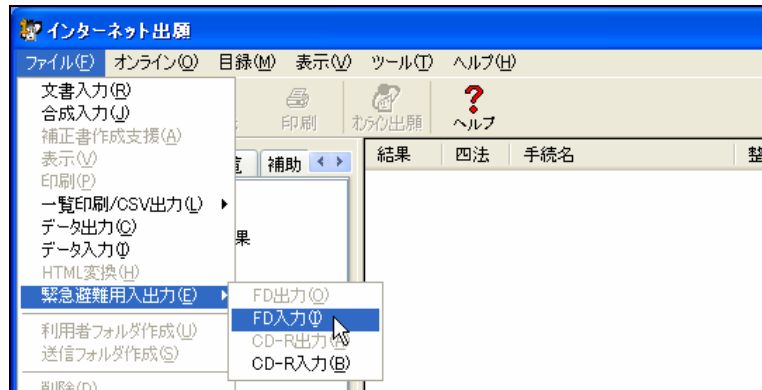 インターネット出願
ファイル(F) オンライン(O) 目録(M) 表示(V) ツール(T) ヘルプ(H)
文書入力(R)
合成入力(J)
補正書作成支援(A)
表示(V)
印刷(P)
一覧印刷/CSV出力(L)
データ出力(C)
データ入力(I)
HTML変換(H)
緊急避難用入出力(E)
利用者フォルダ作成(U)
送信フォルダ作成(S)
削除(D)
FD出力(O)
FD入力(I)
CD-R出力
CD-R入力(B)
印刷 オンライン出願 ヘルプ
補助
果
結果 四法 手続名 整